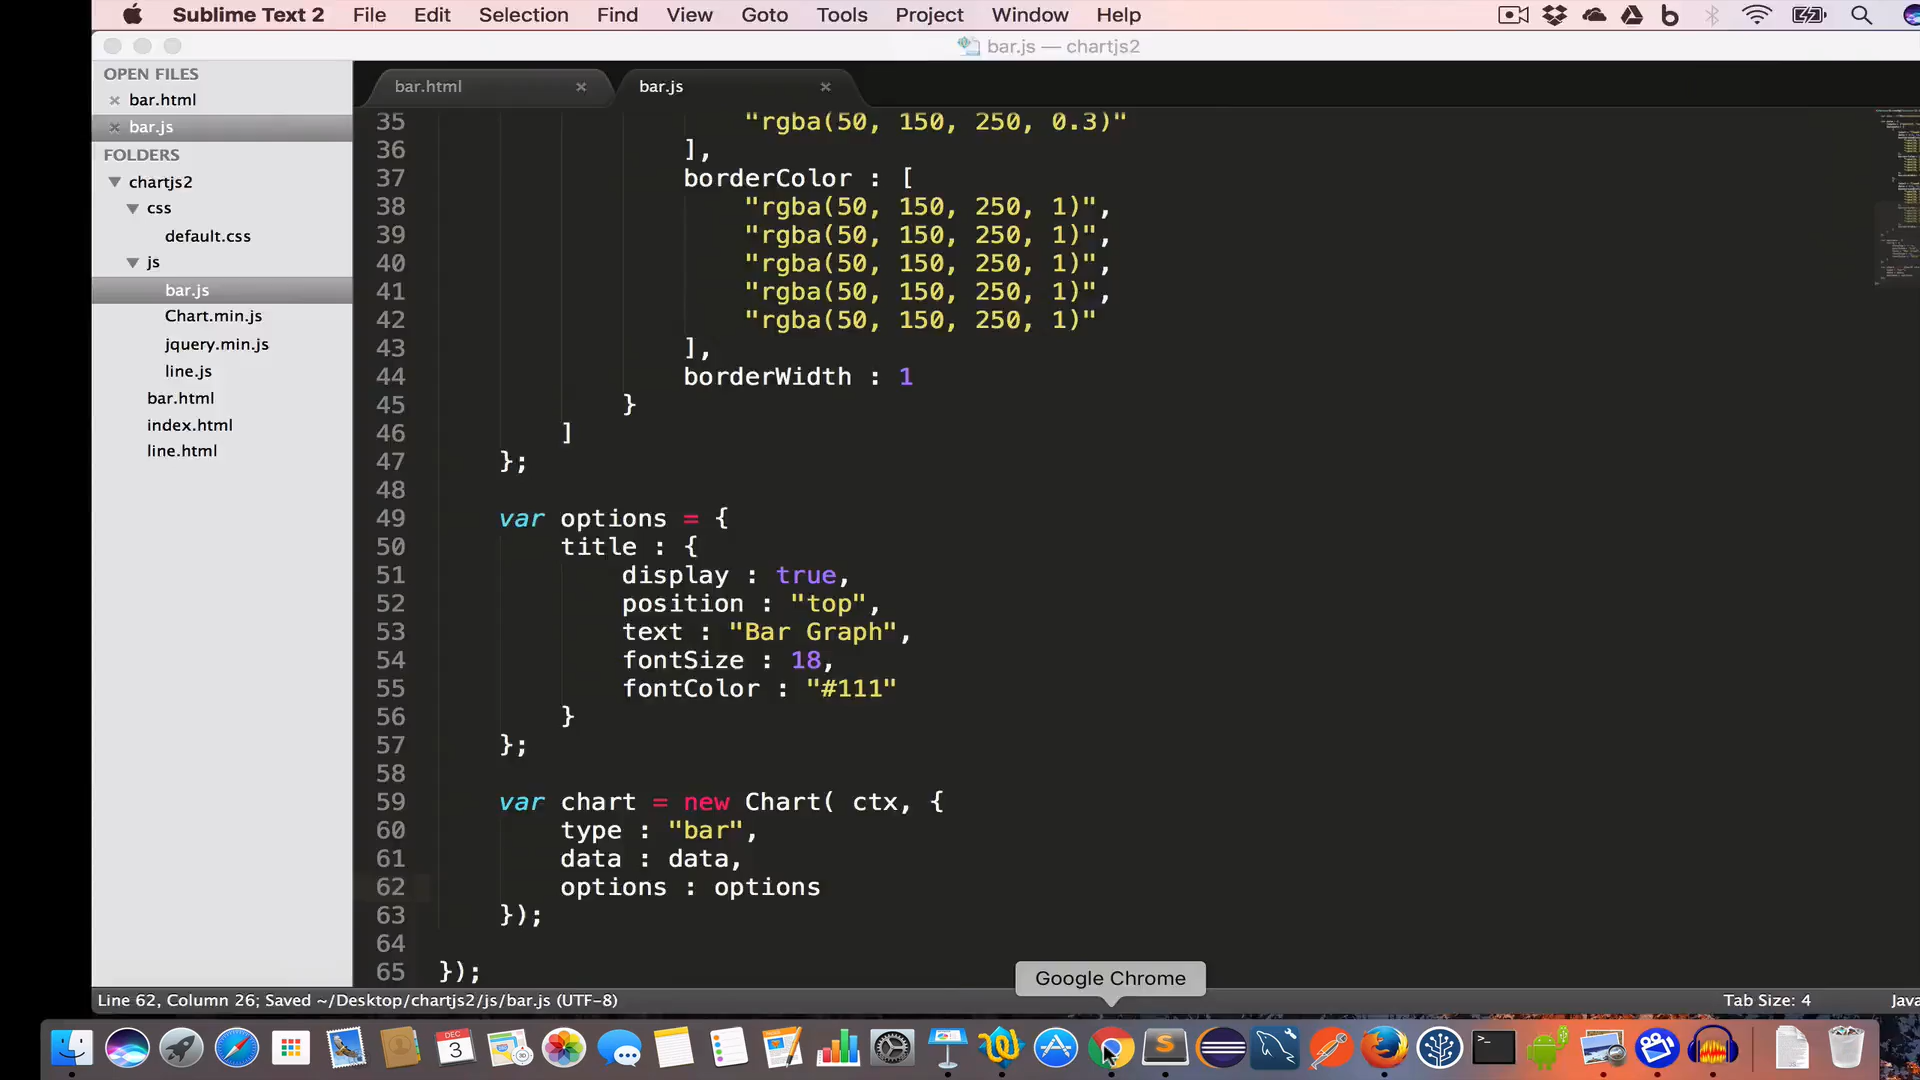 Sublime Text 2 File Edit Selection Find View Goto Tools Project Window Help
bar.js — chartjs2
OPEN FILES
bar.html
bar.js
FOLDERS
chartjs2
css
default.css
js
bar.js
Chart.min.js
jquery.min.js
line.js
bar.html
index.html
line.html
bar.html
bar.js
35 "rgba(50, 150, 250, 0.3)"
36 ],
37 borderColor : [
38 "rgba(50, 150, 250, 1)",
39 "rgba(50, 150, 250, 1)",
40 "rgba(50, 150, 250, 1)",
41 "rgba(50, 150, 250, 1)",
42 "rgba(50, 150, 250, 1)"
43 ],
44 borderWidth : 1
45 }
46 ]
47 };
48
49 var options = {
50 title : {
51 display : true,
52 position : "top",
53 text : "Bar Graph",
54 fontSize : 18,
55 fontColor : "#111"
56 }
57 };
58
59 var chart = new Chart( ctx, {
60 type : "bar",
61 data : data,
62 options : options
63 });
64
65 });
Google Chrome
Line 62, Column 26; Saved ~/Desktop/chartjs2/js/bar.js (UTF-8) Tab Size: 4 Java
DEC
3